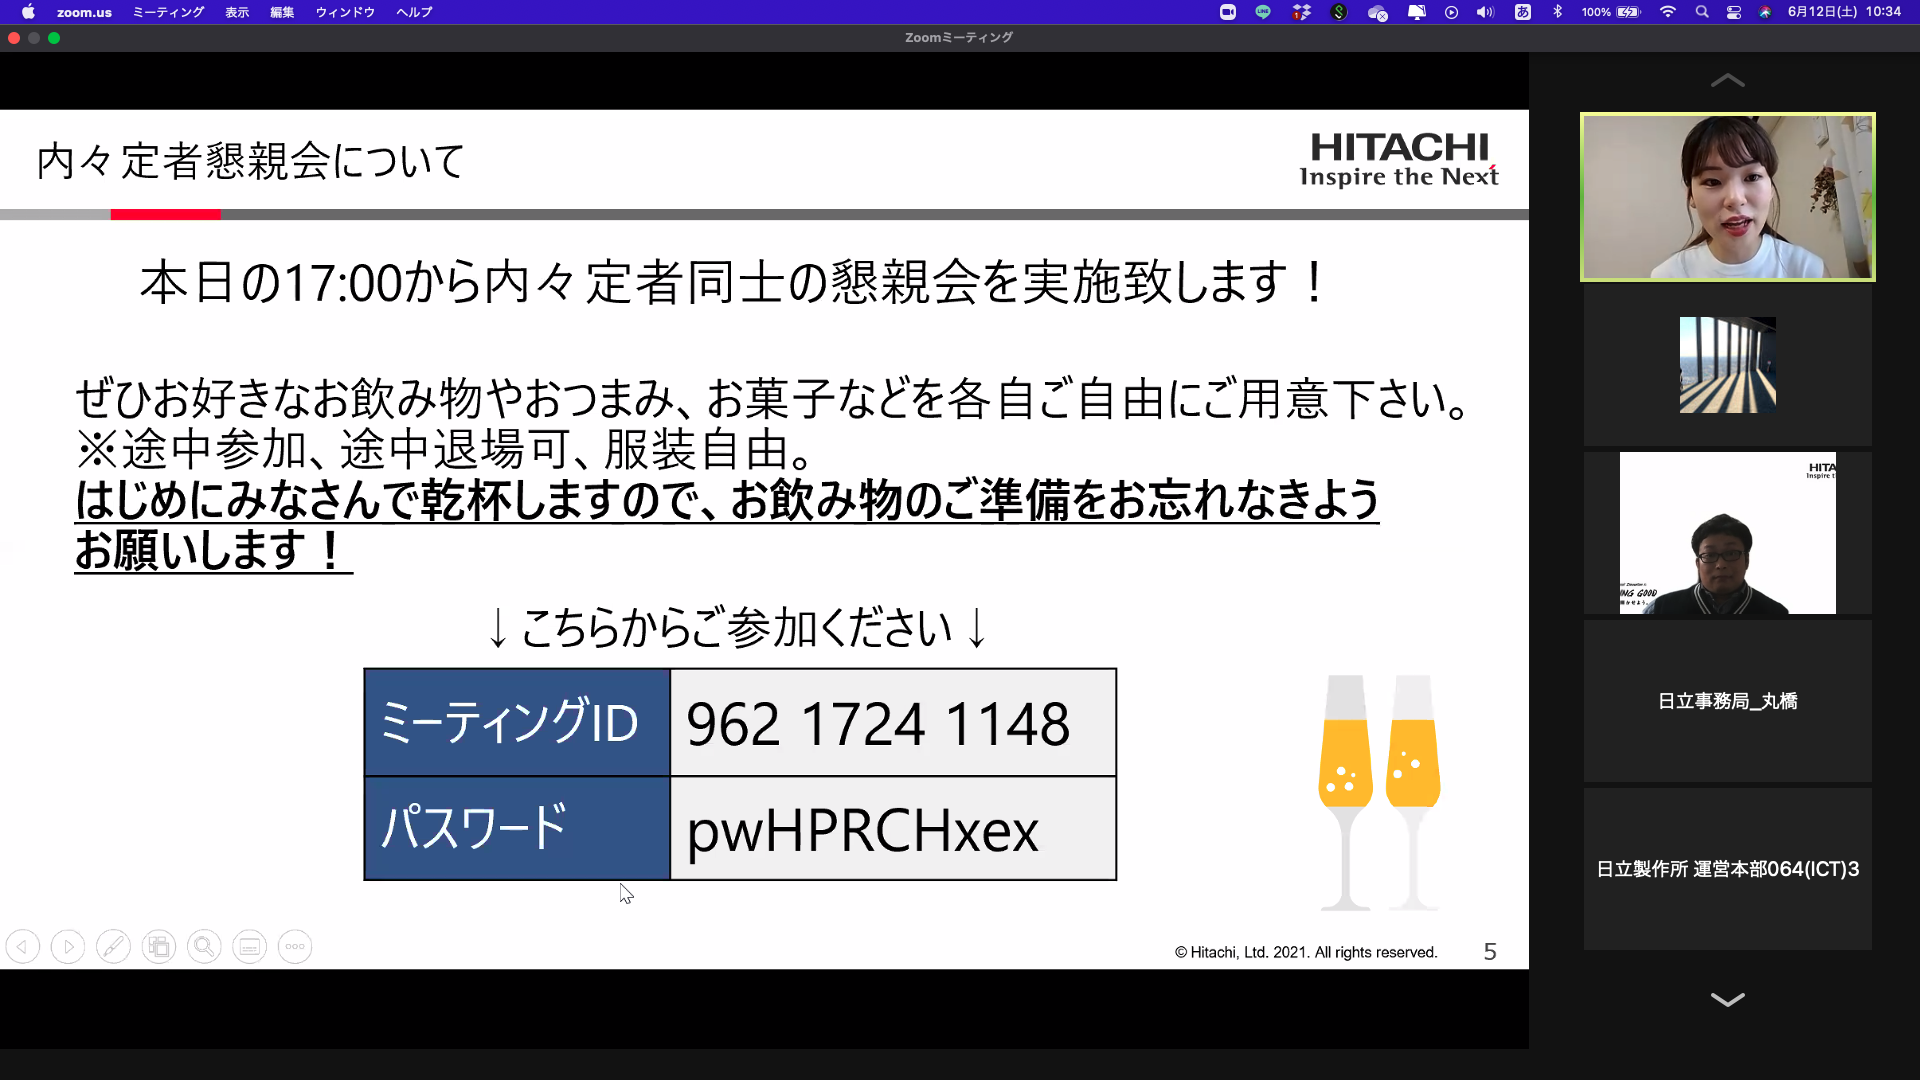 zoom.us ミーティング 表示 編集 ウィンドウ ヘルプ
あ 100% 6月12日(土) 10:34
Zoomミーティング
内々定者懇親会について
HITACHI
Inspire the Next
本日の17:00から内々定者同士の懇親会を実施致します！
ぜひお好きなお飲み物やおつまみ、お菓子などを各自ご自由にご用意下さい。
※途中参加、途中退場可、服装自由。
はじめにみなさんで乾杯しますので、お飲み物のご準備をお忘れなきよう
お願いします！
↓こちらからご参加ください↓
ミーティングID 962 1724 1148
パスワード pwHPRCHxex
© Hitachi, Ltd. 2021. All rights reserved. 5
HITA
Inspire t
ING GOOD
日立事務局_丸橋
日立製作所 運営本部064(ICT)3